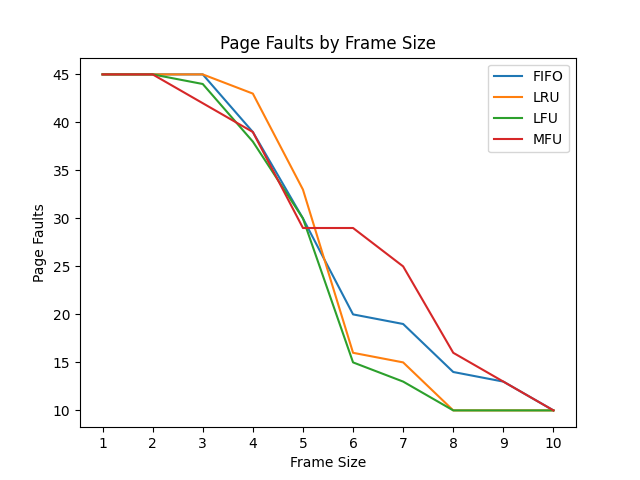 Page Faults by Frame Size
FIFO
LRU
LFU
MFU
45
40
35
30
25
20
15
10
Page Faults
1 2 3 4 5 6 7 8 9 10
Frame Size